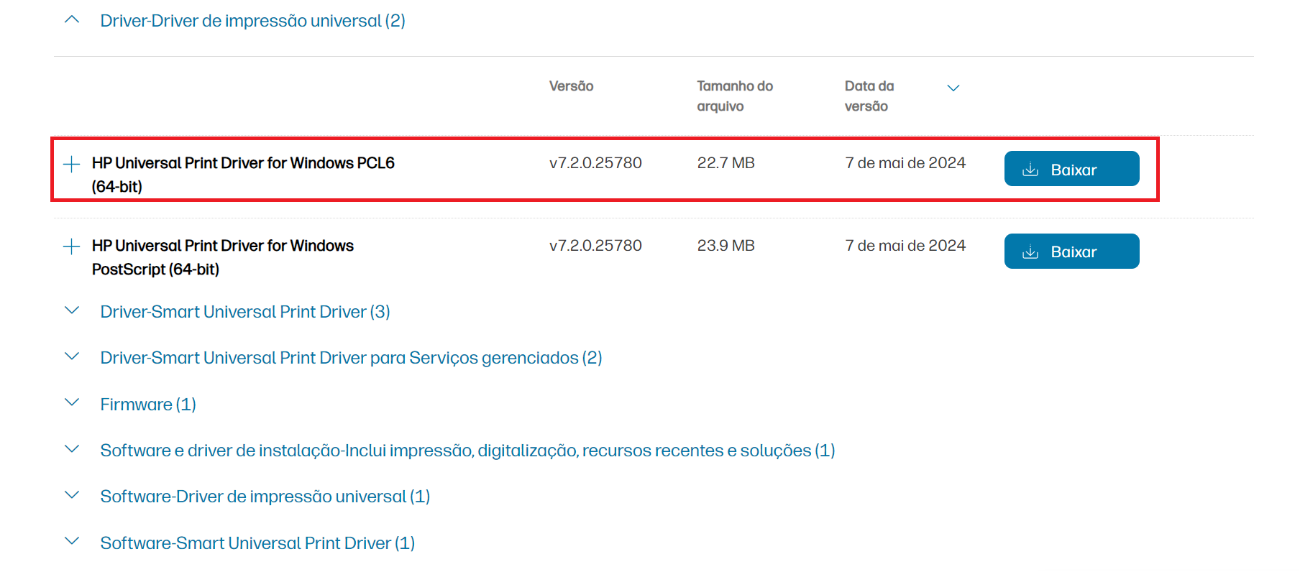 Driver-Driver de impressão universal (2)
Versão
Tamanho do
arquivo
Data da
versão
HP Universal Print Driver for Windows PCL6
(64-bit)
v7.2.0.25780
22.7 MB
7 de mai de 2024
Baixar
HP Universal Print Driver for Windows
PostScript (64-bit)
v7.2.0.25780
23.9 MB
7 de mai de 2024
Baixar
Driver-Smart Universal Print Driver (3)
Driver-Smart Universal Print Driver para Serviços gerenciados (2)
Firmware (1)
Software e driver de instalação-Inclui impressão, digitalização, recursos recentes e soluções (1)
Software-Driver de impressão universal (1)
Software-Smart Universal Print Driver (1)